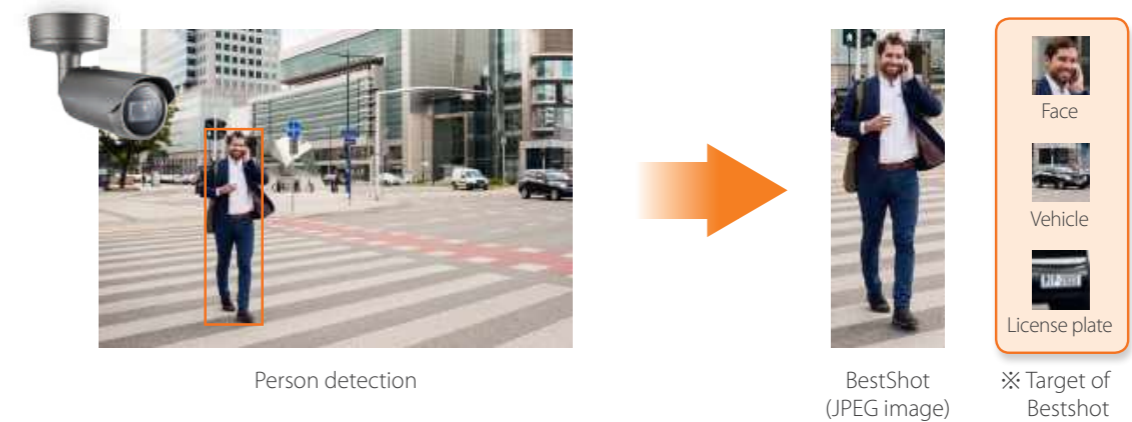 Face
Vehicle
License plate
Person detection
BestShot
(JPEG image)
※ Target of
Bestshot